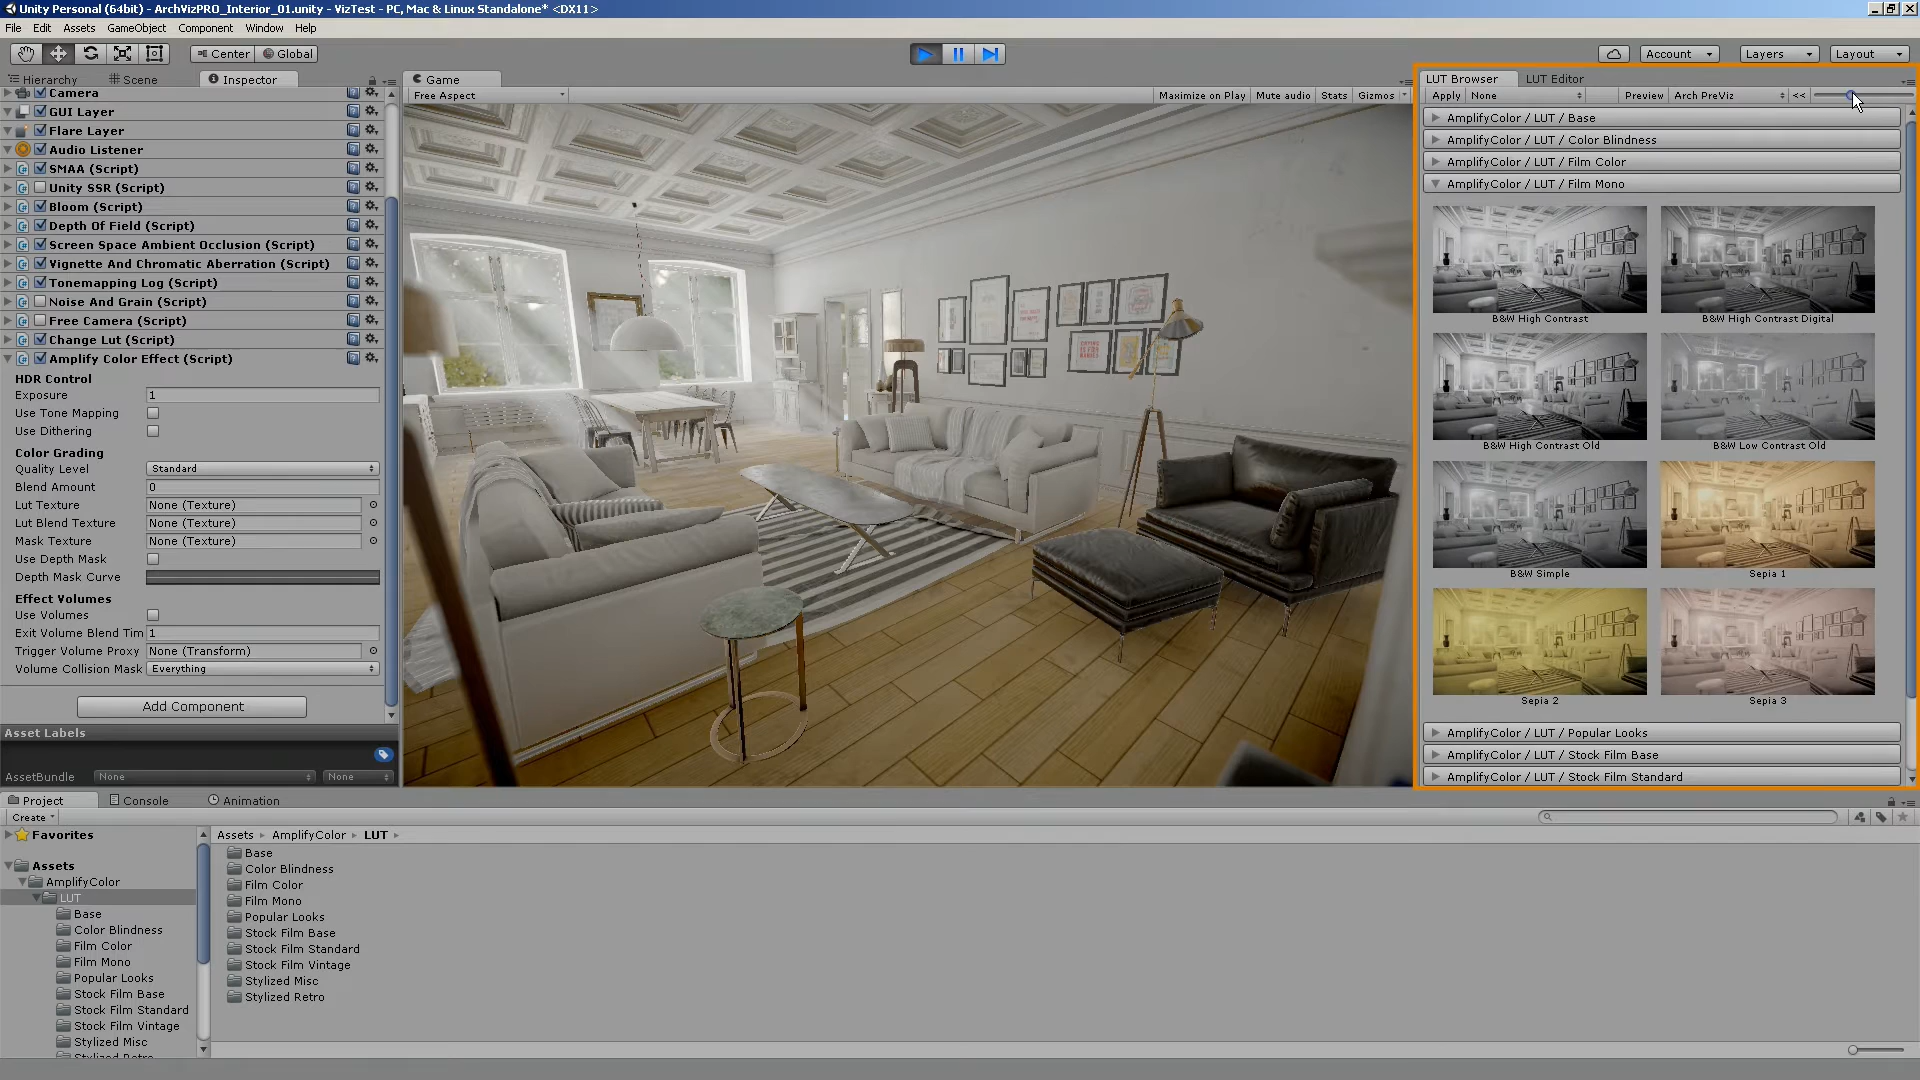 Unity Personal (64bit) - ArchVizPRO_Interior_01.unity - VizTest - PC, Mac & Linux Standalone* <DX11>
File Edit Assets GameObject Component Window Help
Center Global Account Layers Layout
Hierarchy Scene Inspector
Camera
GUI Layer
Flare Layer
Audio Listener
SMAA (Script)
Unity SSR (Script)
Bloom (Script)
Depth Of Field (Script)
Screen Space Ambient Occlusion (Script)
Vignette And Chromatic Aberration (Script)
Tonemapping Log (Script)
Noise And Grain (Script)
Free Camera (Script)
Change Lut (Script)
Amplify Color Effect (Script)
HDR Control
Exposure 1
Use Tone Mapping
Use Dithering
Color Grading
Quality Level Standard
Blend Amount 0
Lut Texture None (Texture)
Lut Blend Texture None (Texture)
Mask Texture None (Texture)
Use Depth Mask
Depth Mask Curve
Effect Volumes
Use Volumes
Exit Volume Blend Tim 1
Trigger Volume Proxy None (Transform)
Volume Collision Mask Everything
Add Component
Asset Labels
AssetBundle None None
Game
Free Aspect Maximize on Play Mute audio Stats Gizmos
LUT Browser LUT Editor
Apply None Preview Arch PreViz <<
AmplifyColor / LUT / Base
AmplifyColor / LUT / Color Blindness
AmplifyColor / LUT / Film Color
AmplifyColor / LUT / Film Mono
B&W High Contrast B&W High Contrast Digital
B&W High Contrast Old B&W Low Contrast Old
B&W Simple Sepia 1
Sepia 2 Sepia 3
AmplifyColor / LUT / Popular Looks
AmplifyColor / LUT / Stock Film Base
AmplifyColor / LUT / Stock Film Standard
Project Console Animation
Create
Favorites
Assets
AmplifyColor
LUT
Base
Color Blindness
Film Color
Film Mono
Popular Looks
Stock Film Base
Stock Film Standard
Stock Film Vintage
Stylized Misc
Stylized Retro
Assets AmplifyColor LUT
Base
Color Blindness
Film Color
Film Mono
Popular Looks
Stock Film Base
Stock Film Standard
Stock Film Vintage
Stylized Misc
Stylized Retro